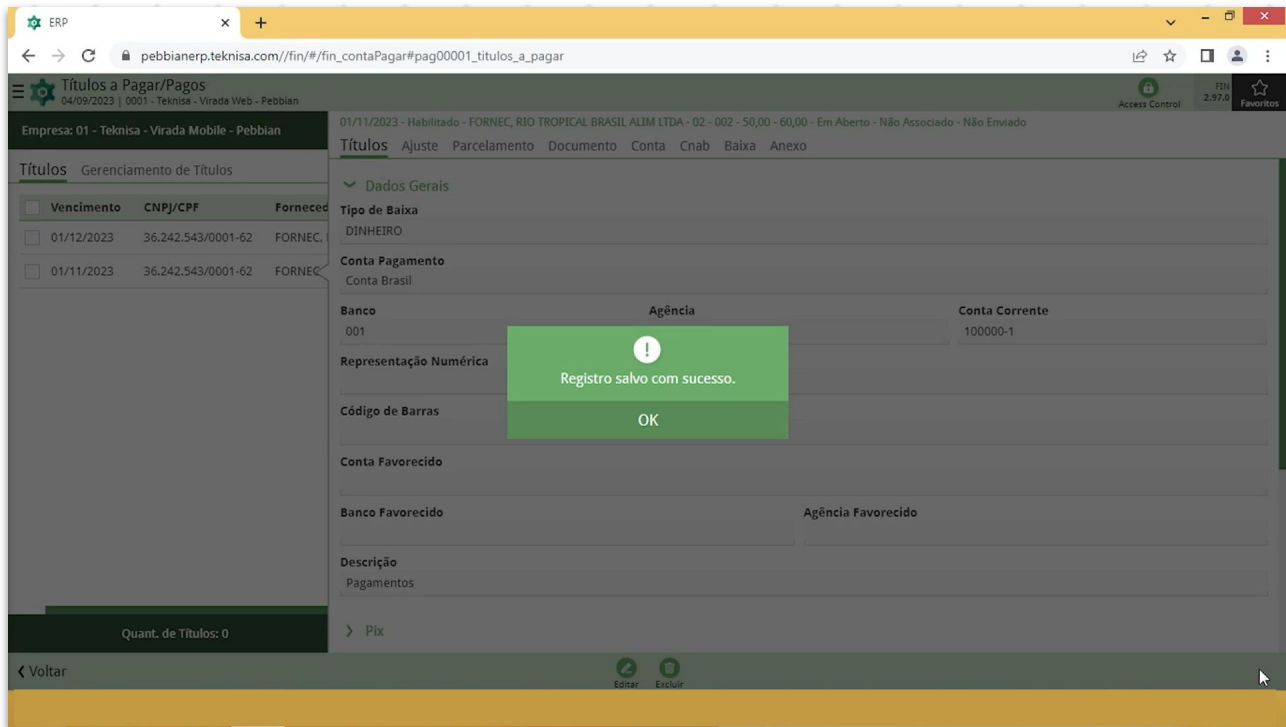 ERP
pebbianerp.teknisa.com//fin/#/fin_contaPagar#pag00001_titulos_a_pagar
Títulos a Pagar/Pagos
04/09/2023 | 0001 - Teknisa - Virada Web - Pebbian
Access Control
FIN
2.97.0
Favoritos
Empresa: 01 - Teknisa - Virada Mobile - Pebbian
01/11/2023 - Habilitado - FORNEC, RIO TROPICAL BRASIL ALIM LTDA - 02 - 002 - 50,00 - 60,00 - Em Aberto - Não Associado - Não Enviado
Títulos Ajuste Parcelamento Documento Conta Cnab Baixa Anexo
Títulos Gerenciamento de Títulos
Vencimento CNPJ/CPF Forneced
01/12/2023 36.242.543/0001-62 FORNEC,
01/11/2023 36.242.543/0001-62 FORNEC
Dados Gerais
Tipo de Baixa
DINHEIRO
Conta Pagamento
Conta Brasil
Banco Agência Conta Corrente
001 100000-1
Representação Numérica
Código de Barras
Conta Favorecido
Banco Favorecido Agência Favorecido
Descrição
Pagamentos
Pix
Registro salvo com sucesso.
OK
Quant. de Títulos: 0
Voltar
Editar Excluir